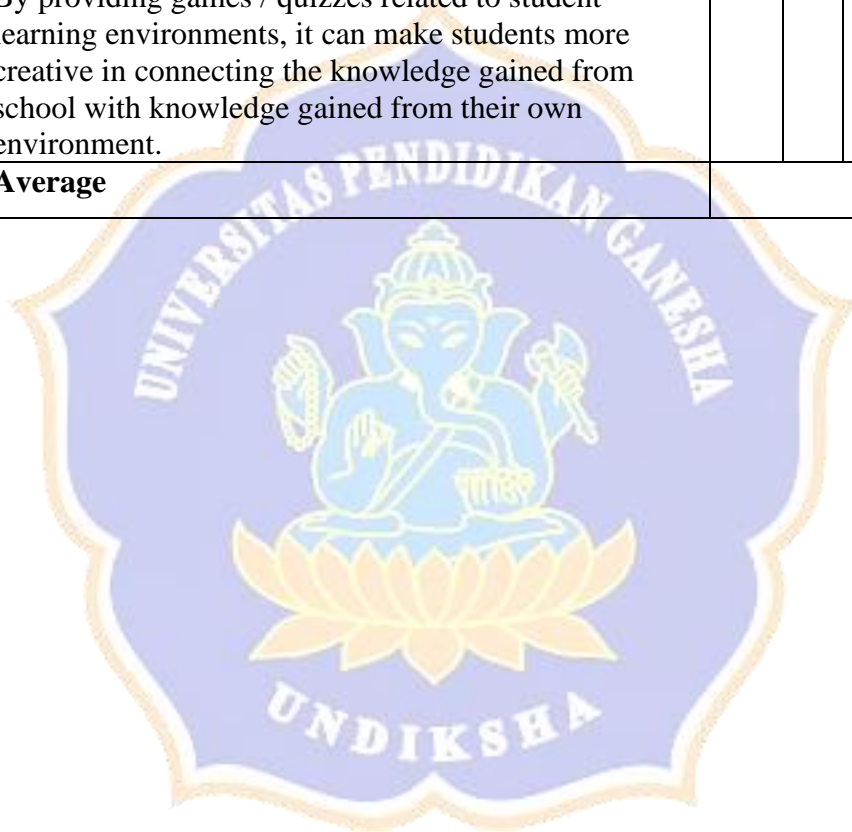 By providing games / quizzes related to student
learning environments, it can make students more
creative in connecting the knowledge gained from
school with knowledge gained from their own
environment.
Average
UNIVERSITAS PENDIDIKAN GANESHA
UNDIKSHA